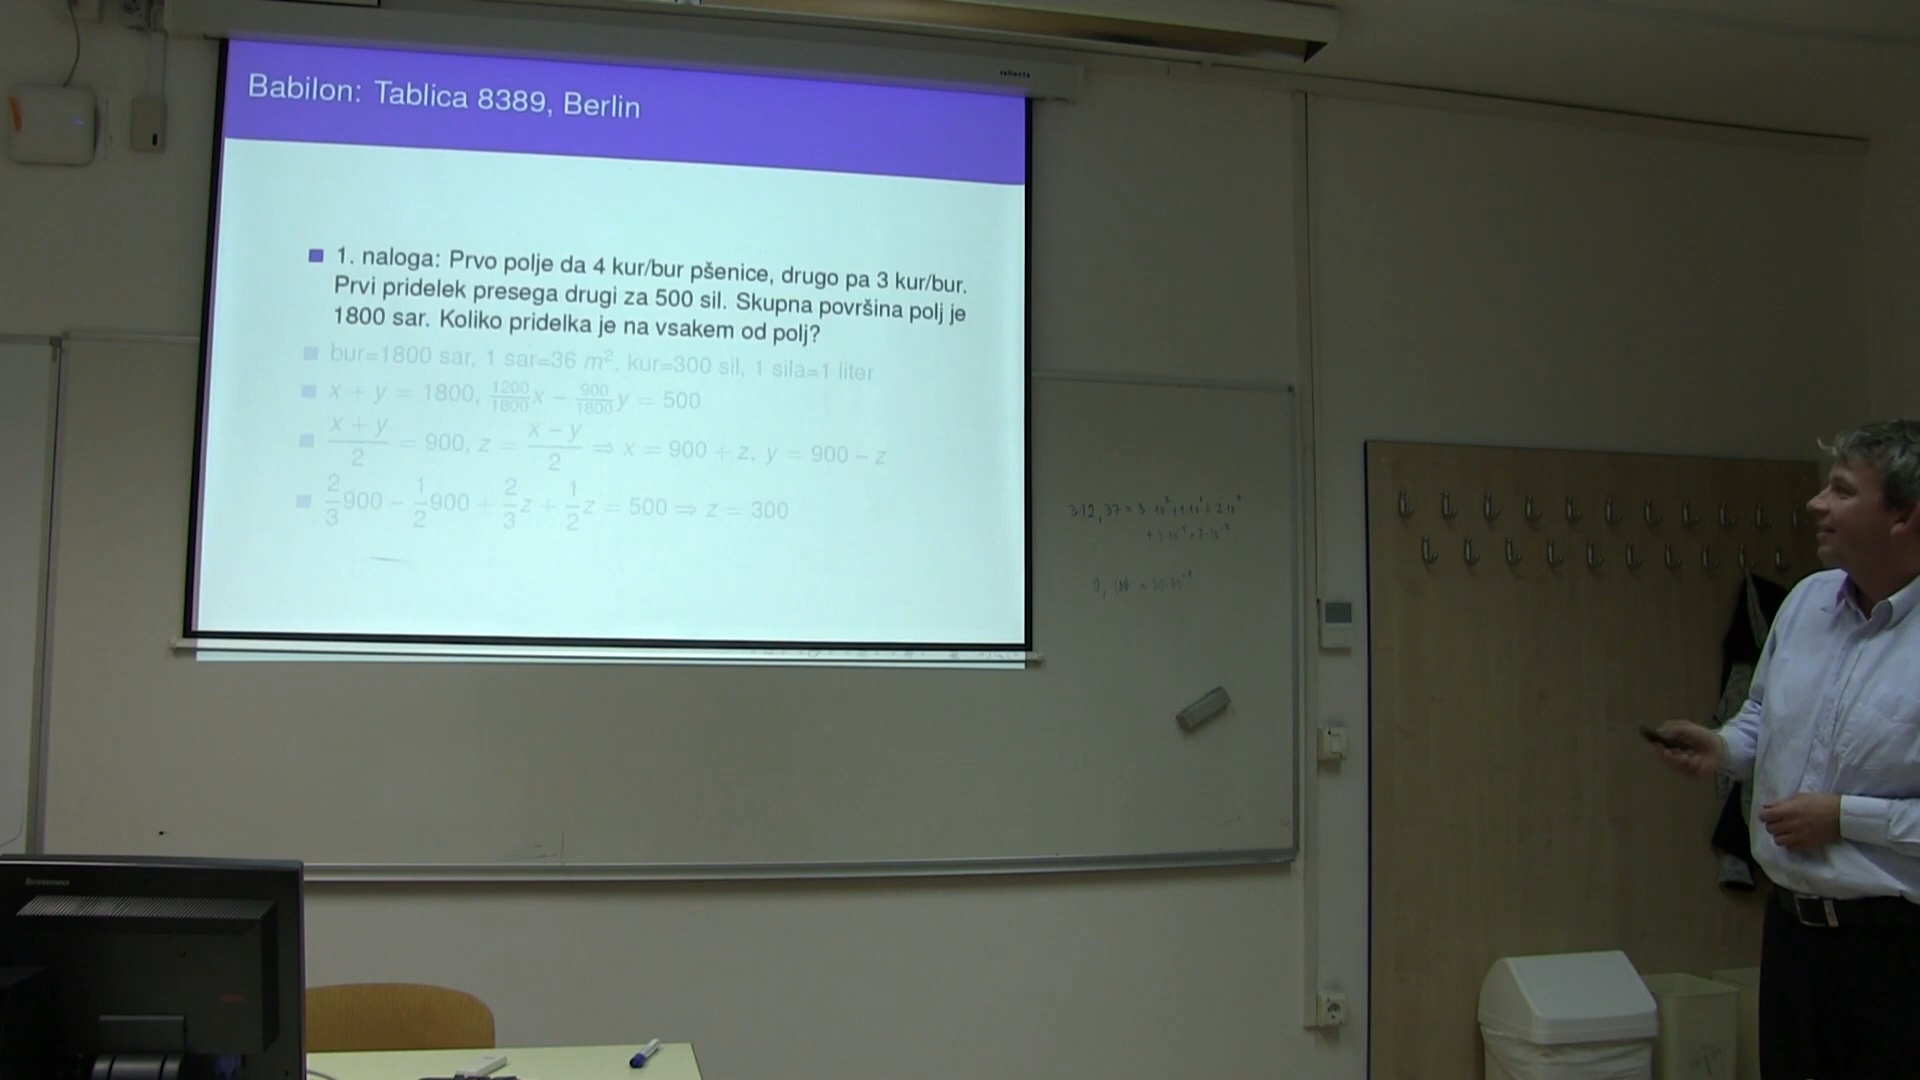 Babilon: Tablica 8389, Berlin
1. naloga: Prvo polje da 4 kur/bur pšenice, drugo pa 3 kur/bur.
Prvi pridelek presega drugi za 500 sil. Skupna površina polj je
1800 sar. Koliko pridelka je na vsakem od polj?
bur=1800 sar, 1 sar=36 m², kur=300 sil, 1 sila=1 liter
x + y = 1800, 1200/1800 x − 900/1800 y = 500
x + y / 2 = 900, z = x − y / 2 ⇒ x = 900 + z, y = 900 − z
2/3 900 − 1/2 900 + 2/3 z + 1/2 z = 500 ⇒ z = 300
lenovo